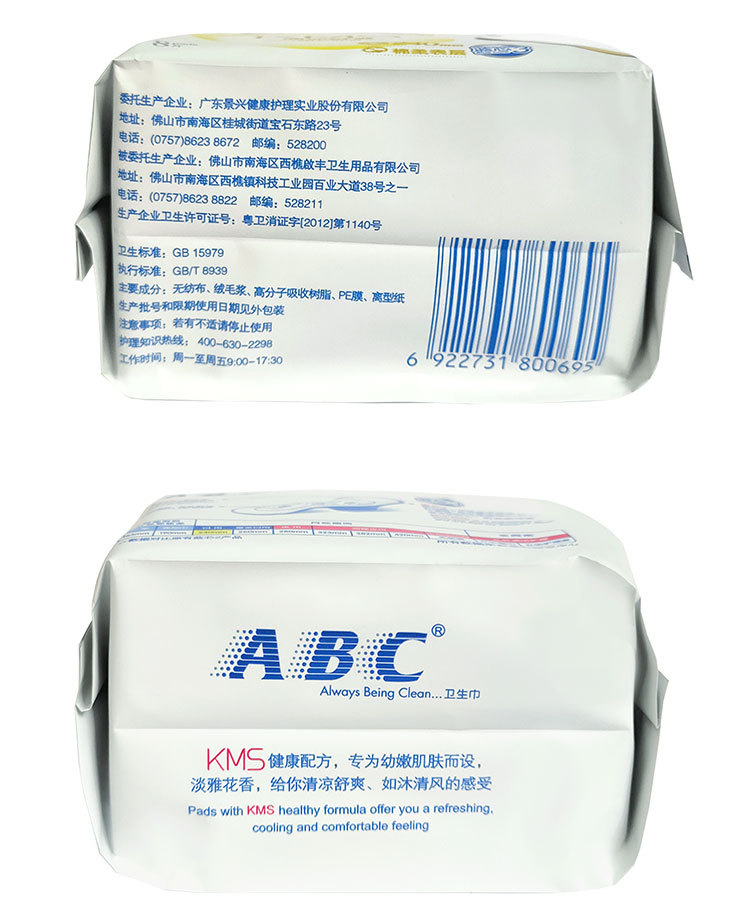 棉柔表层
委托生产企业：广东景兴健康护理实业股份有限公司
地址：佛山市南海区桂城街道宝石东路23号
电话：(0757)8623 8672 邮编：528200
被委托生产企业：佛山市南海区西樵啟丰卫生用品有限公司
地址：佛山市南海区西樵镇科技工业园百业大道38号之一
电话：(0757)8623 8822 邮编：528211
生产企业卫生许可证号：粤卫消证字[2012]第1140号
卫生标准：GB 15979
执行标准：GB/T 8939
主要成分：无纺布、绒毛浆、高分子吸收树脂、PE膜、离型纸
生产批号和限期使用日期见外包装
注意事项：若有不适请停止使用
护理知识热线：400-630-2298
工作时间：周一至周五9:00-17:30
6 922731 800695
ABC®
Always Being Clean...卫生巾
KMS健康配方，专为幼嫩肌肤而设，
淡雅花香，给你清凉舒爽、如沐清风的感受
Pads with KMS healthy formula offer you a refreshing,
cooling and comfortable feeling